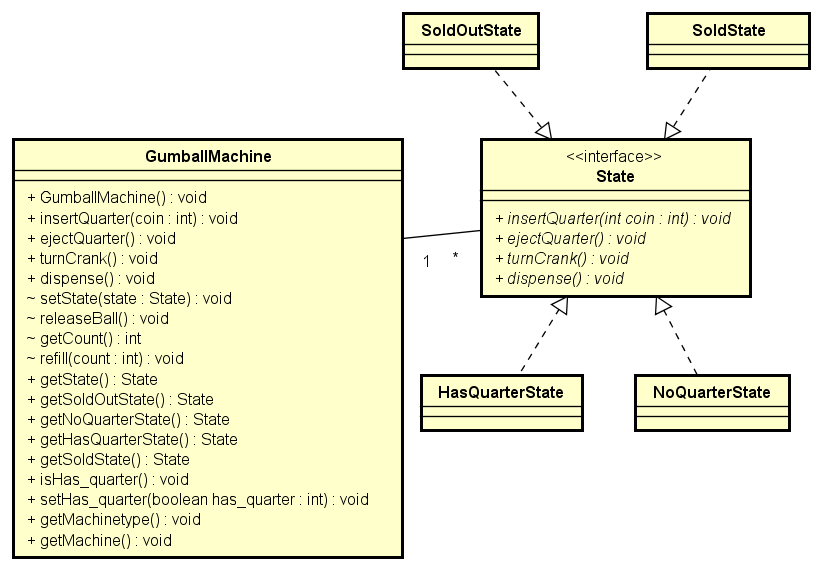 SoldOutState
SoldState
GumballMachine
+ GumballMachine() : void
+ insertQuarter(coin : int) : void
+ ejectQuarter() : void
+ turnCrank() : void
+ dispense() : void
~ setState(state : State) : void
~ releaseBall() : void
~ getCount() : int
~ refill(count : int) : void
+ getState() : State
+ getSoldOutState() : State
+ getNoQuarterState() : State
+ getHasQuarterState() : State
+ getSoldState() : State
+ isHas_quarter() : void
+ setHas_quarter(boolean has_quarter : int) : void
+ getMachinetype() : void
+ getMachine() : void
1
*
<<interface>>
State
+ insertQuarter(int coin : int) : void
+ ejectQuarter() : void
+ turnCrank() : void
+ dispense() : void
HasQuarterState
NoQuarterState